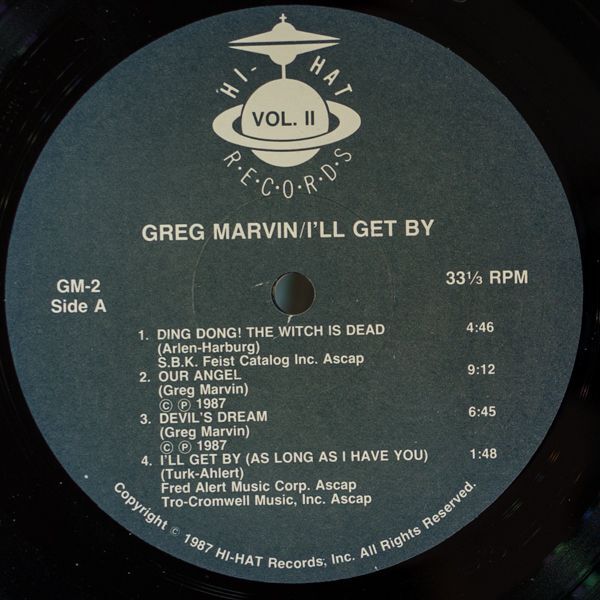 HI-HAT
VOL. II
R·E·C·O·R·D·S
GREG MARVIN/I'LL GET BY
GM-2
Side A
33⅓ RPM
1. DING DONG! THE WITCH IS DEAD 4:46
(Arlen-Harburg)
S.B.K. Feist Catalog Inc. Ascap
2. OUR ANGEL 9:12
(Greg Marvin)
© ℗ 1987
3. DEVIL'S DREAM 6:45
(Greg Marvin)
© ℗ 1987
4. I'LL GET BY (AS LONG AS I HAVE YOU) 1:48
(Turk-Ahlert)
Fred Alert Music Corp. Ascap
Tro-Cromwell Music, Inc. Ascap
Copyright © 1987 HI-HAT Records, Inc. All Rights Reserved.